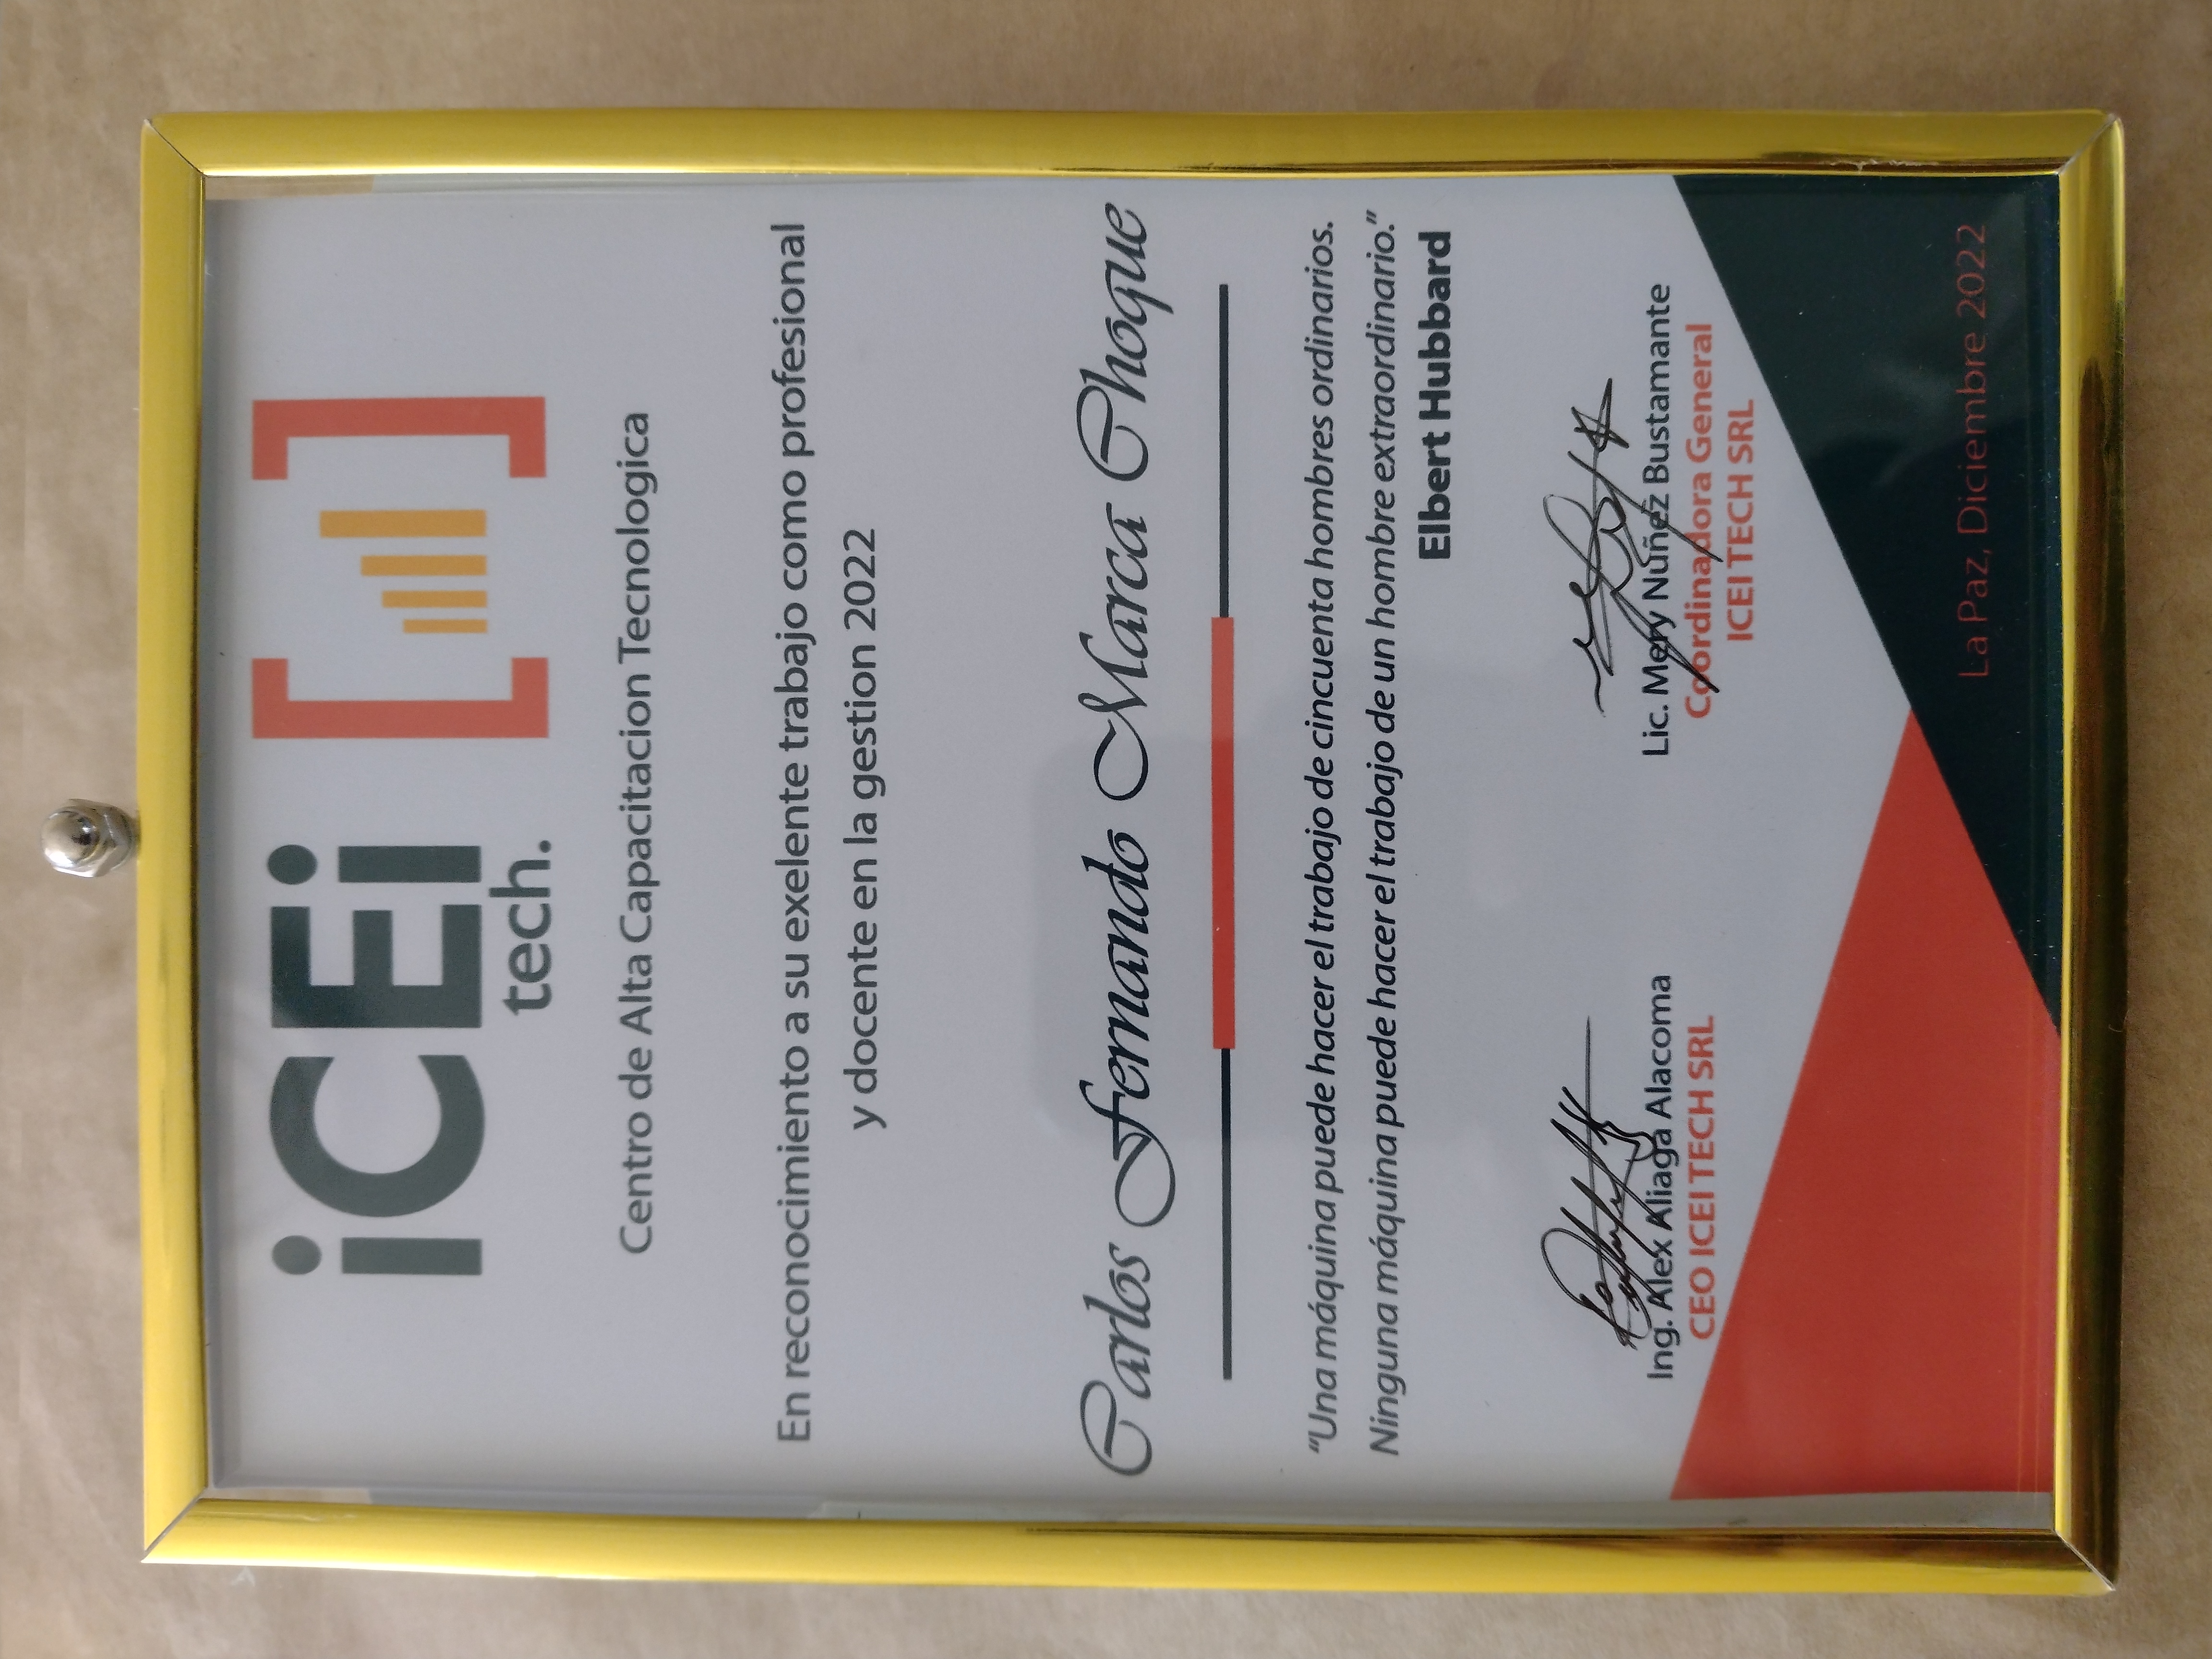 iCEi
tech.
Centro de Alta Capacitacion Tecnologica
En reconocimiento a su exelente trabajo como profesional
y docente en la gestion 2022
Carlos Fernando Marca Choque
“Una máquina puede hacer el trabajo de cincuenta hombres ordinarios.
Ninguna máquina puede hacer el trabajo de un hombre extraordinario.”
Elbert Hubbard
Ing. Alex Aliaga Alacoma
CEO ICEI TECH SRL
Lic. Mery Nuñez Bustamante
Coordinadora General
ICEI TECH SRL
La Paz, Diciembre 2022